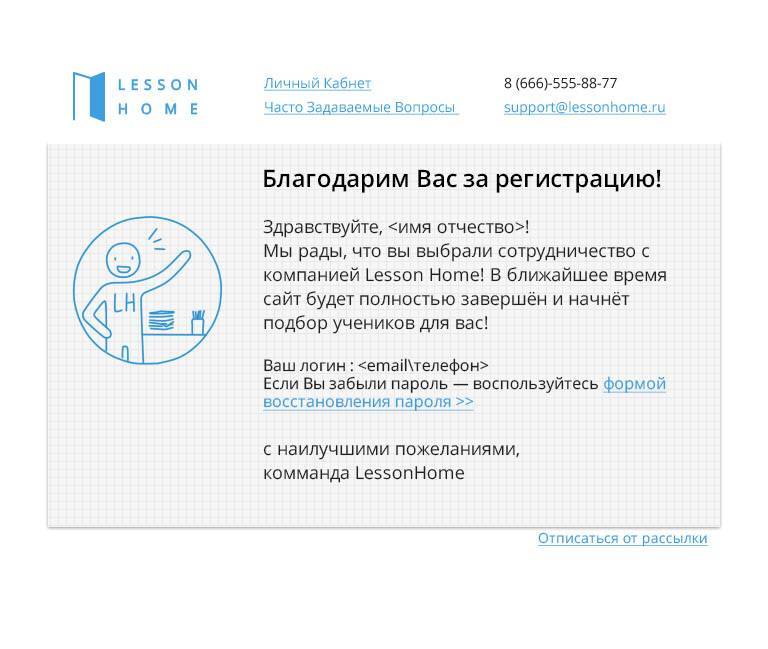 LESSON
HOME
Личный Кабнет
Часто Задаваемые Вопросы
8 (666)-555-88-77
support@lessonhome.ru
Благодарим Вас за регистрацию!
LH
Здравствуйте, <имя отчество>!
Мы рады, что вы выбрали сотрудничество с
компанией Lesson Home! В ближайшее время
сайт будет полностью завершён и начнёт
подбор учеников для вас!
Ваш логин : <email\телефон>
Если Вы забыли пароль — воспользуйтесь формой
восстановления пароля >>
с наилучшими пожеланиями,
комманда LessonHome
Отписаться от рассылки